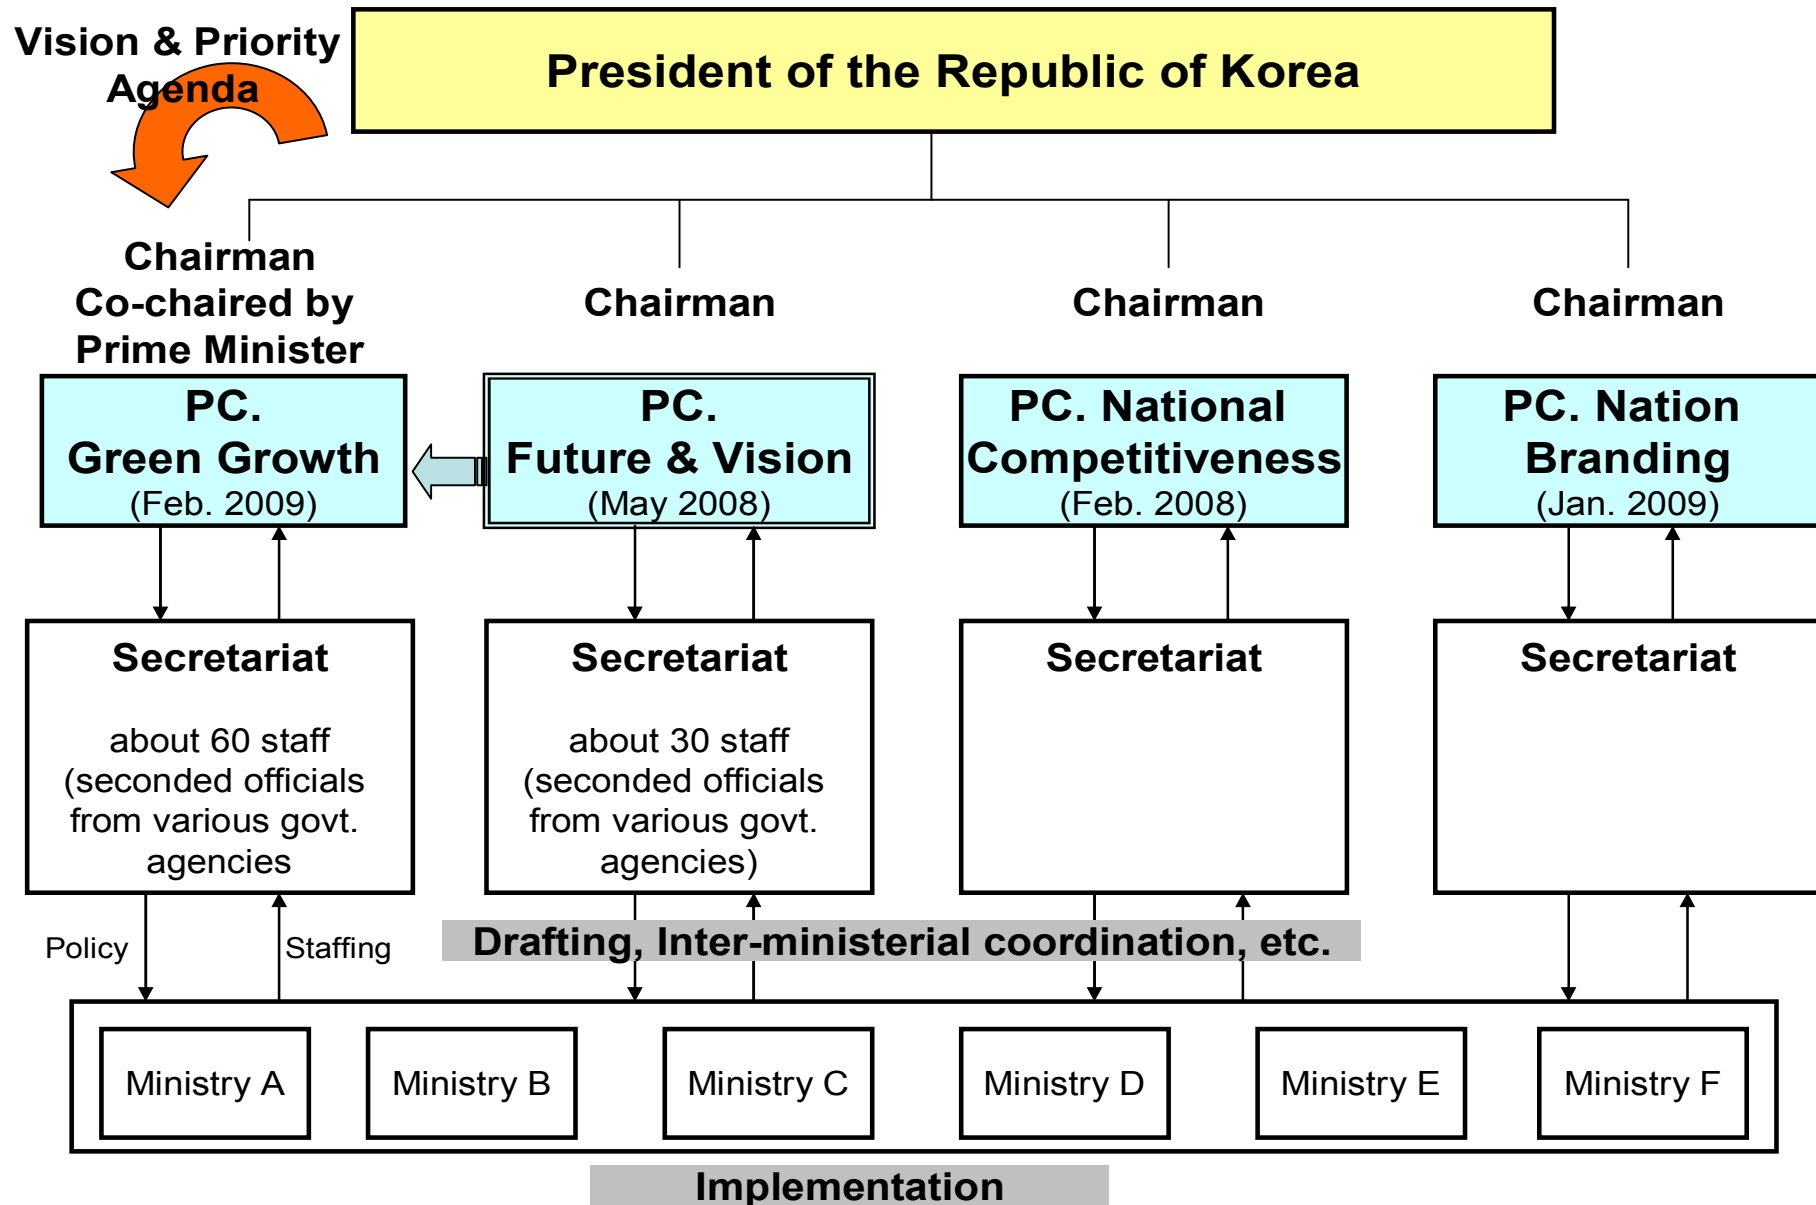 Vision & Priority
Agenda
President of the Republic of Korea
Chairman
Co-chaired by
Prime Minister
Chairman
Chairman
Chairman
PC.
Green Growth
(Feb. 2009)
PC.
Future & Vision
(May 2008)
PC. National
Competitiveness
(Feb. 2008)
PC. Nation
Branding
(Jan. 2009)
Secretariat
about 60 staff
(seconded officials
from various govt.
agencies
Secretariat
about 30 staff
(seconded officials
from various govt.
agencies)
Secretariat
Secretariat
Policy
Staffing
Drafting, Inter-ministerial coordination, etc.
Ministry A
Ministry B
Ministry C
Ministry D
Ministry E
Ministry F
Implementation